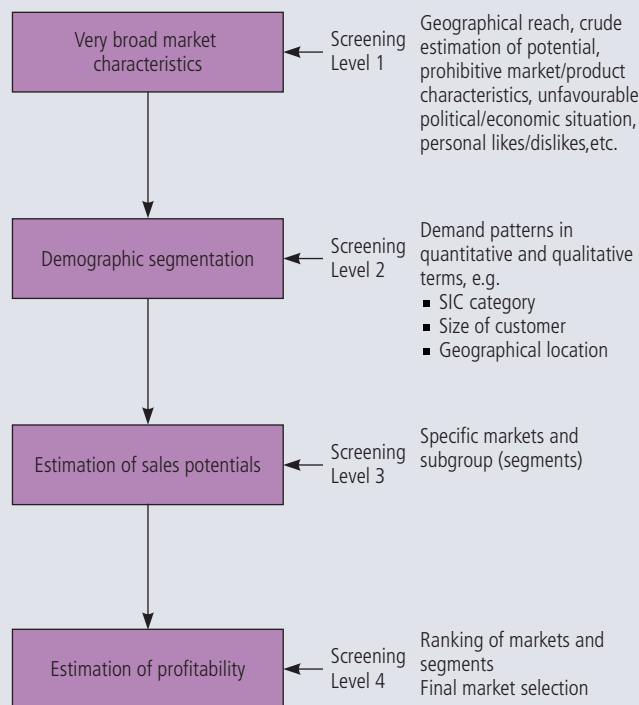 Very broad market
characteristics
Screening
Level 1
Geographical reach, crude
estimation of potential,
prohibitive market/product
characteristics, unfavourable
political/economic situation,
personal likes/dislikes,etc.
Demographic segmentation
Screening
Level 2
Demand patterns in
quantitative and qualitative
terms, e.g.
▪ SIC category
▪ Size of customer
▪ Geographical location
Estimation of sales potentials
Screening
Level 3
Specific markets and
subgroup (segments)
Estimation of profitability
Screening
Level 4
Ranking of markets and
segments
Final market selection